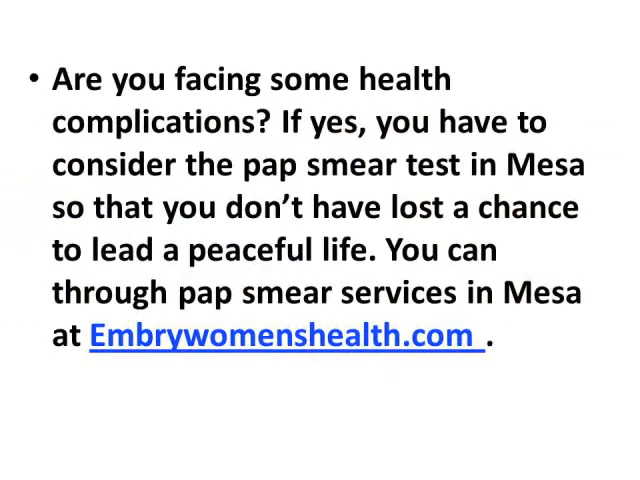 • Are you facing some health
complications? If yes, you have to
consider the pap smear test in Mesa
so that you don’t have lost a chance
to lead a peaceful life. You can
through pap smear services in Mesa
at Embrywomenshealth.com .